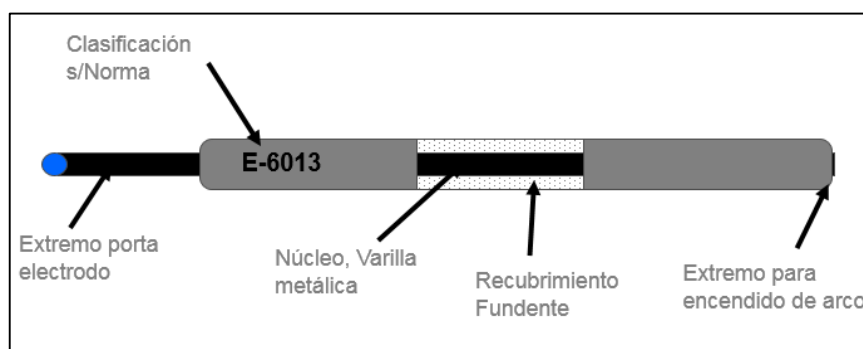 Clasificación
s/Norma
E-6013
Extremo porta
electrodo
Núcleo, Varilla
metálica
Recubrimiento
Fundente
Extremo para
encendido de arco